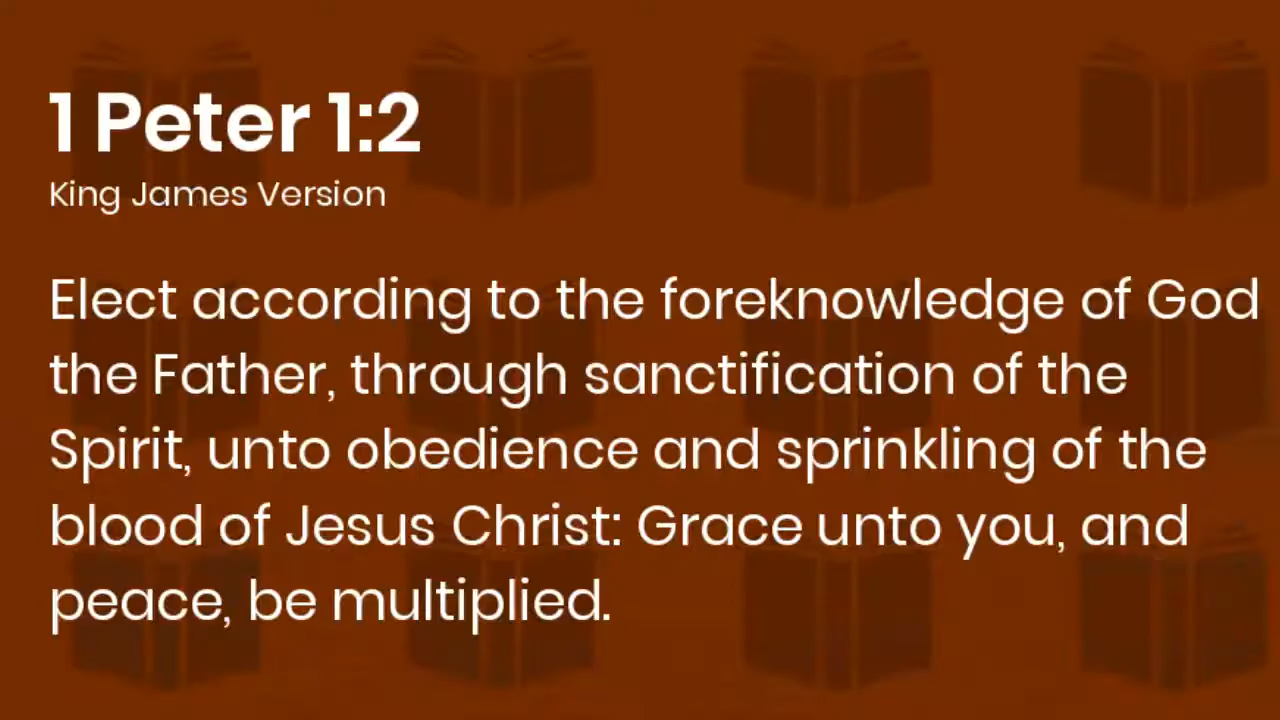 1 Peter 1:2
King James Version
Elect according to the foreknowledge of God
the Father, through sanctification of the
Spirit, unto obedience and sprinkling of the
blood of Jesus Christ: Grace unto you, and
peace, be multiplied.